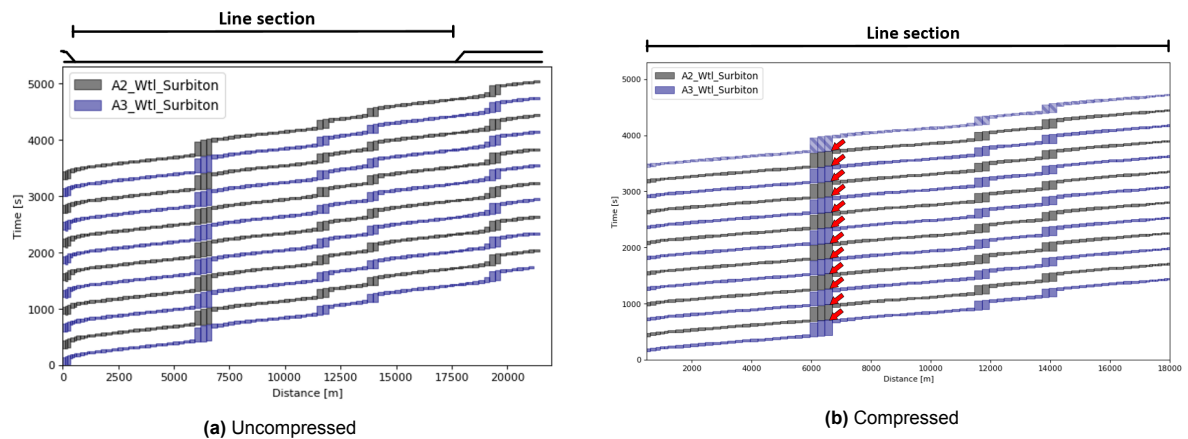 Line section
A2_Wtl_Surbiton
A3_Wtl_Surbiton
5000
4000
3000
2000
1000
0
Time [s]
0
2500
5000
7500
10000
12500
15000
17500
20000
Distance [m]
(a) Uncompressed
Line section
A2_Wtl_Surbiton
A3_Wtl_Surbiton
5000
4000
3000
2000
1000
0
Time [s]
2000
4000
6000
8000
10000
12000
14000
16000
18000
Distance [m]
(b) Compressed